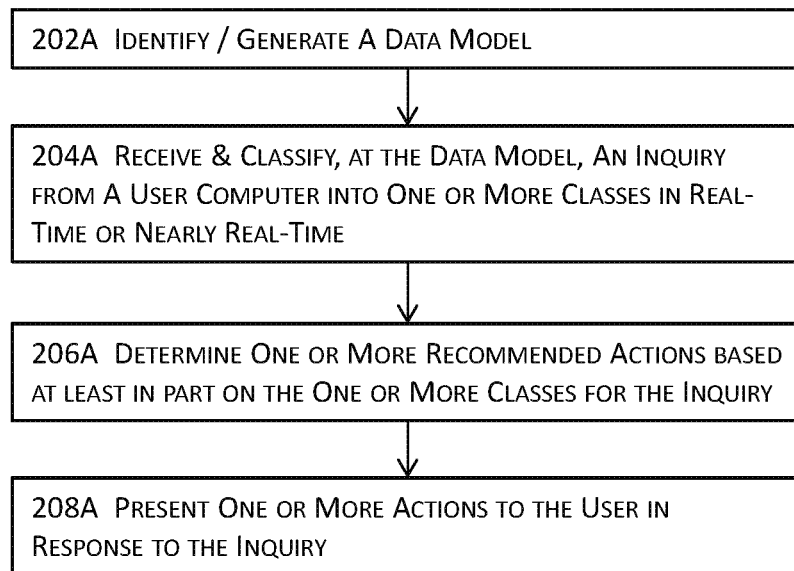 202A IDENTIFY / GENERATE A DATA MODEL
204A RECEIVE & CLASSIFY, AT THE DATA MODEL, AN INQUIRY
FROM A USER COMPUTER INTO ONE OR MORE CLASSES IN REAL-
TIME OR NEARLY REAL-TIME
206A DETERMINE ONE OR MORE RECOMMENDED ACTIONS BASED
AT LEAST IN PART ON THE ONE OR MORE CLASSES FOR THE INQUIRY
208A PRESENT ONE OR MORE ACTIONS TO THE USER IN
RESPONSE TO THE INQUIRY